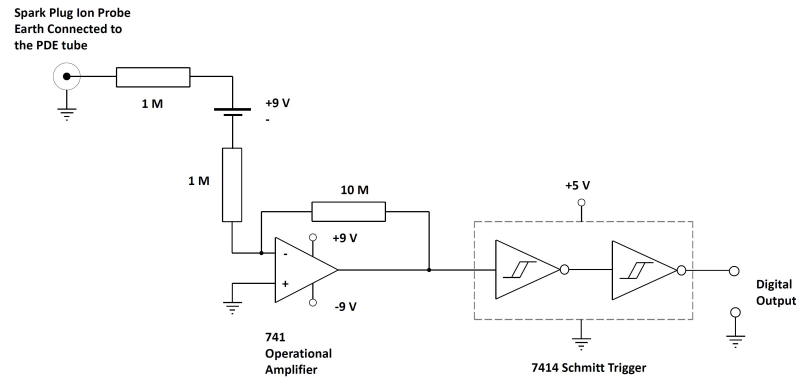 Spark Plug Ion Probe
Earth Connected to
the PDE tube
1 M
+9 V
-
1 M
10 M
+9 V
-
+
-9 V
741
Operational
Amplifier
+5 V
7414 Schmitt Trigger
Digital
Output